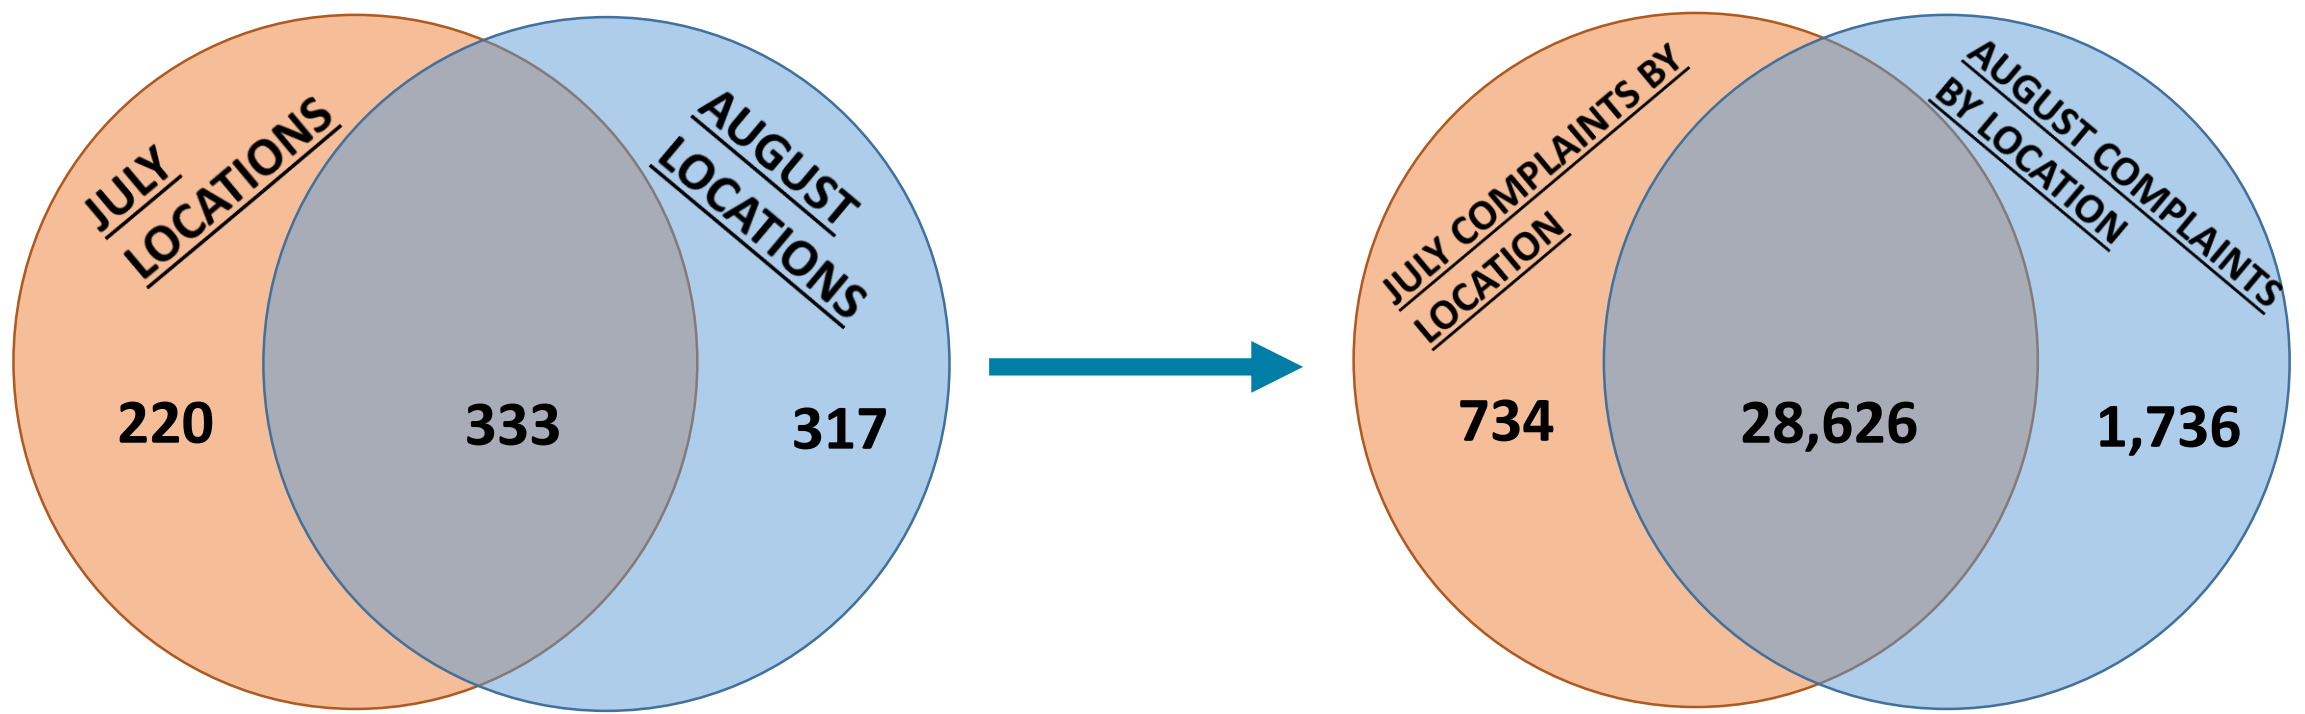 JULY
LOCATIONS
AUGUST
LOCATIONS
220
333
317
JULY COMPLAINTS BY
LOCATION
AUGUST COMPLAINTS
BY LOCATION
734
28,626
1,736